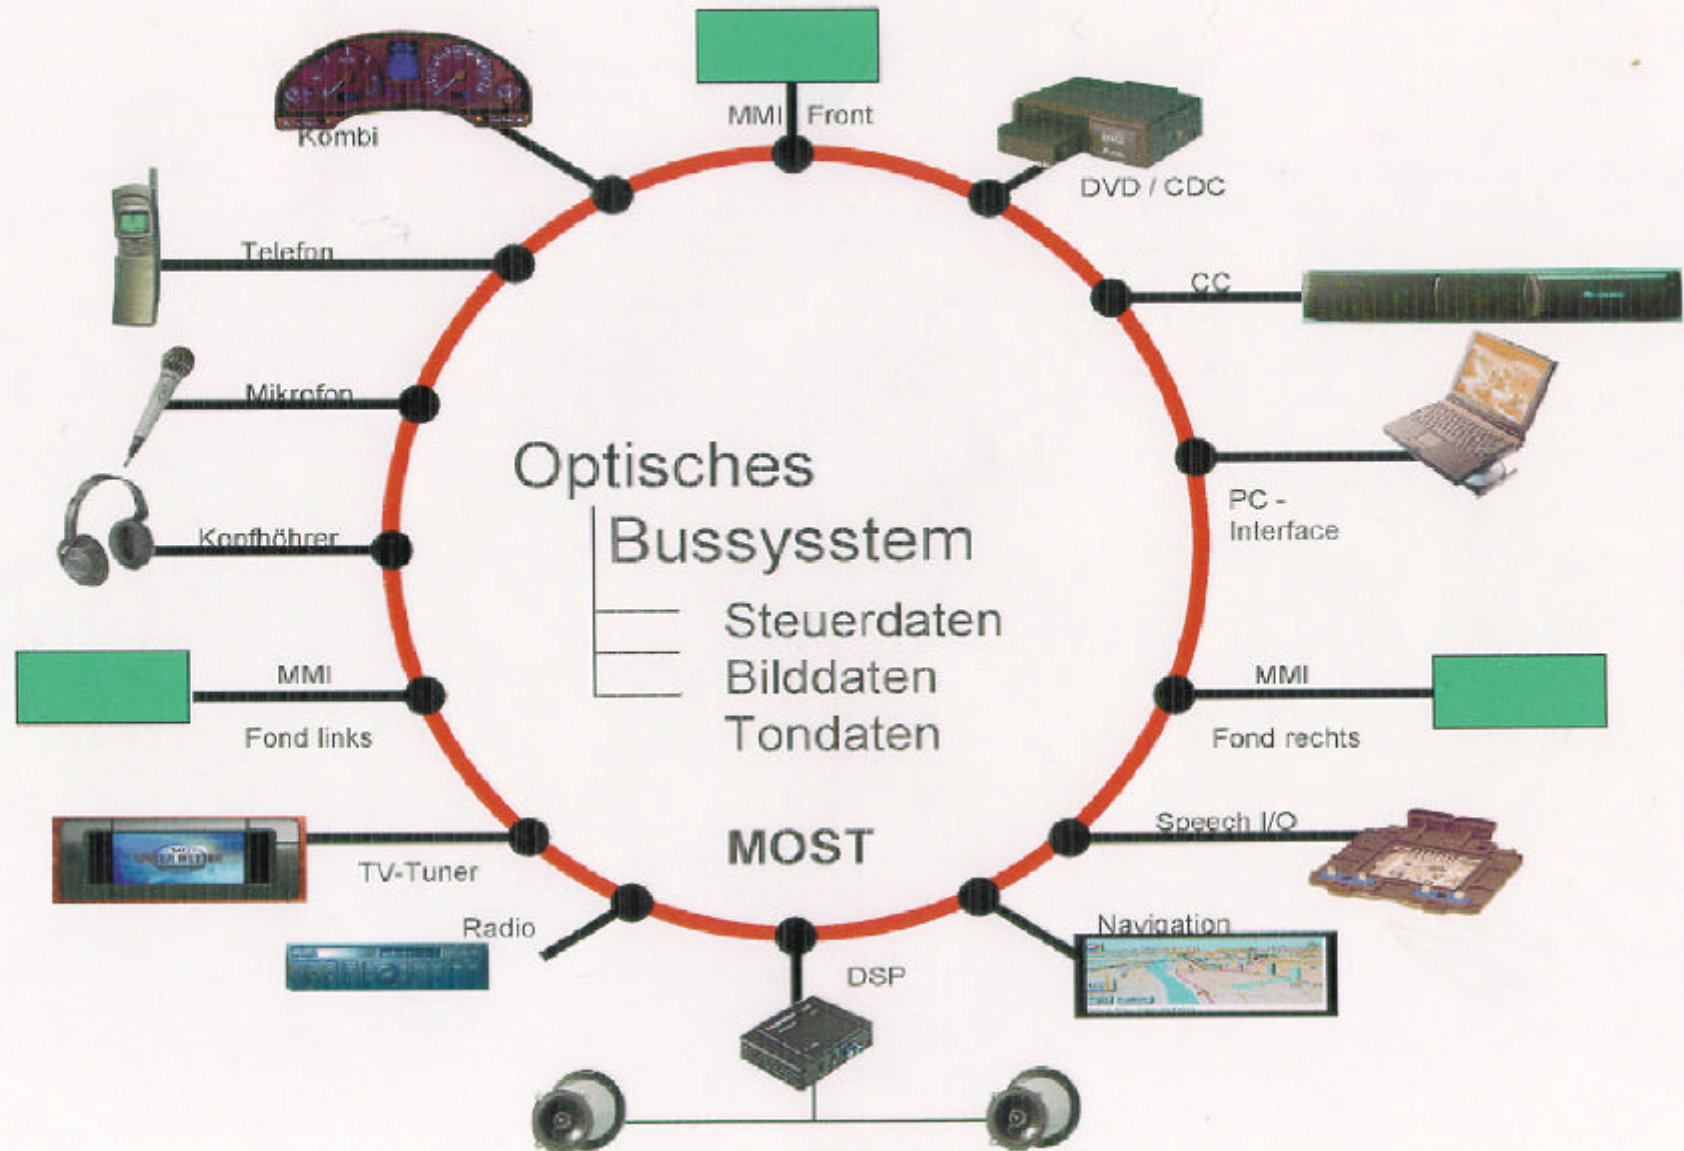 MMI Front
Kombi
DVD / CDC
Telefon
CC
Mikrofon
PC -
Interface
Kopfhöhrer
Optisches
Bussysstem
Steuerdaten
Bilddaten
Tondaten
MMI
Fond links
MMI
Fond rechts
MOST
Speech I/O
TV-Tuner
Radio
Navigation
DSP